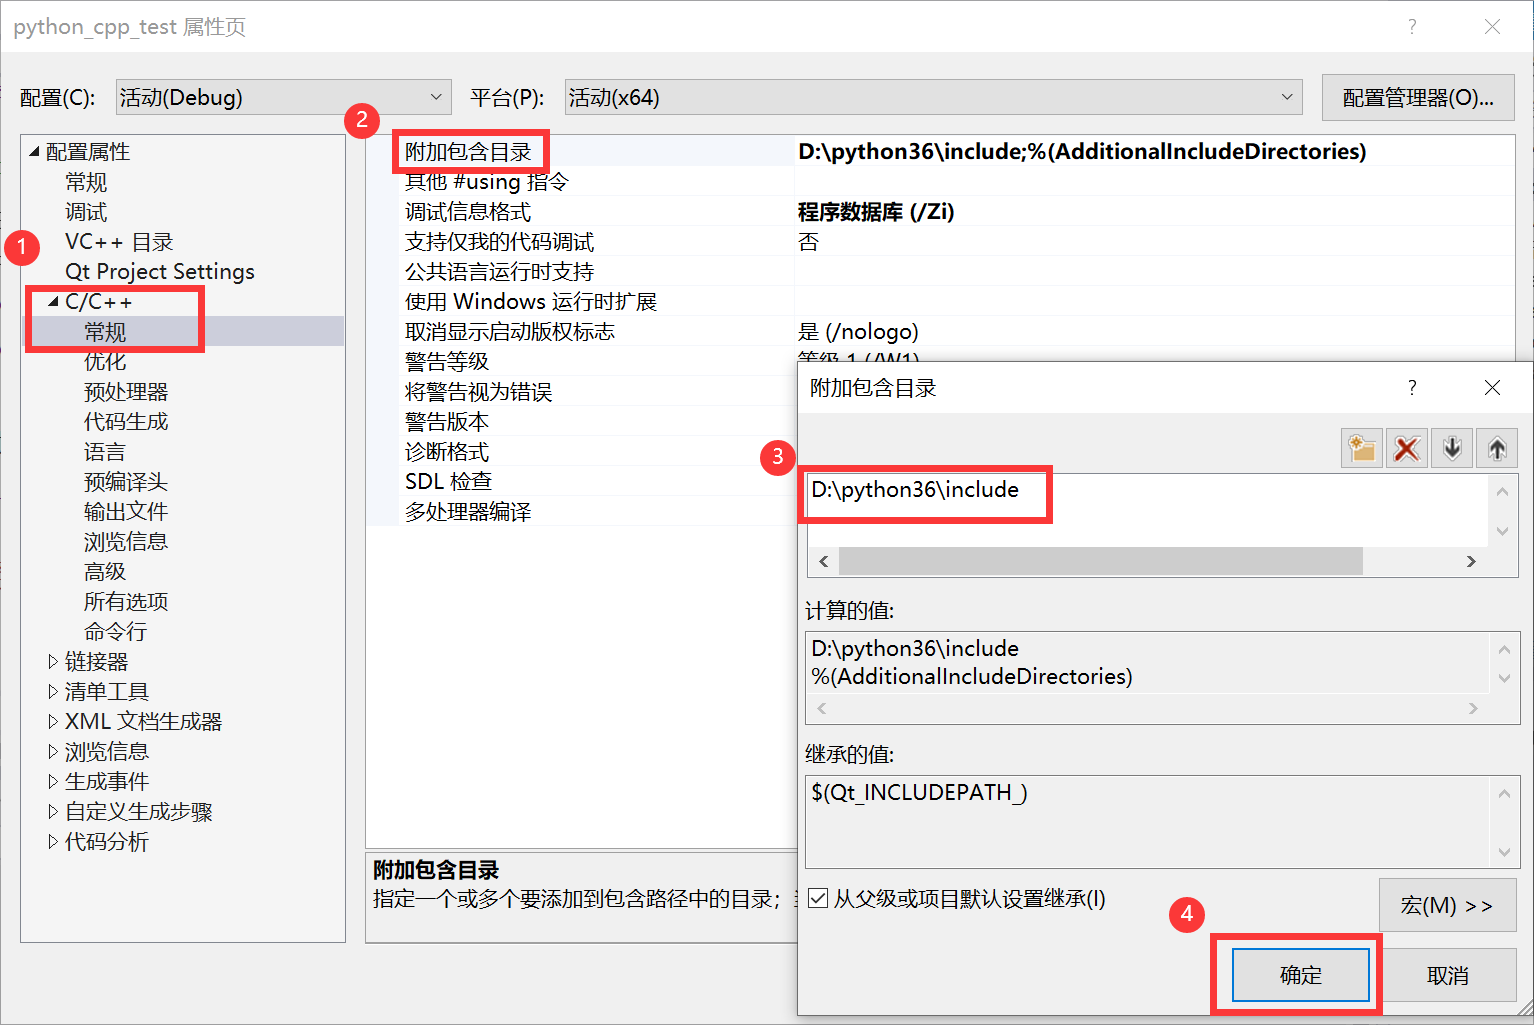 python_cpp_test 属性页
?
配置(C):
活动(Debug)
平台(P):
活动(x64)
配置管理器(O)...
配置属性
常规
调试
VC++ 目录
1
Qt Project Settings
C/C++
常规
优化
预处理器
代码生成
语言
预编译头
输出文件
浏览信息
高级
所有选项
命令行
链接器
清单工具
XML 文档生成器
浏览信息
生成事件
自定义生成步骤
代码分析
2
附加包含目录 D:\python36\include;%(AdditionalIncludeDirectories)
其他 #using 指令
调试信息格式 程序数据库 (/Zi)
支持仅我的代码调试 否
公共语言运行时支持
使用 Windows 运行时扩展
取消显示启动版权标志 是 (/nologo)
警告等级 等级 1 (/W1)
将警告视为错误
警告版本
诊断格式
SDL 检查
多处理器编译
附加包含目录
指定一个或多个要添加到包含路径中的目录；
附加包含目录
?
3
D:\python36\include
计算的值:
D:\python36\include
%(AdditionalIncludeDirectories)
继承的值:
$(Qt_INCLUDEPATH_)
从父级或项目默认设置继承(I)
宏(M) >>
4
确定
取消